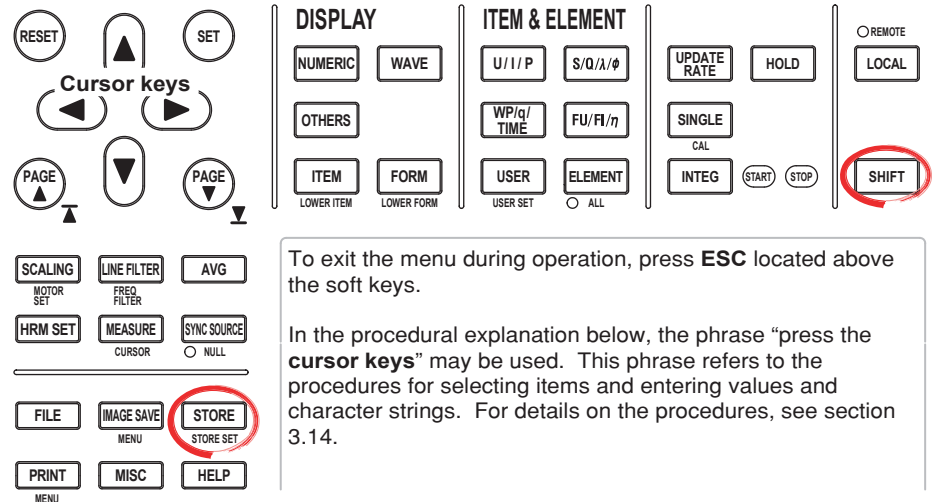 DISPLAY
ITEM & ELEMENT
RESET
SET
REMOTE
NUMERIC
WAVE
U / I / P
S/Q/λ/ϕ
UPDATE
RATE
HOLD
LOCAL
Cursor keys
OTHERS
WP/q/
TIME
FU/FI/η
SINGLE
CAL
PAGE
PAGE
ITEM
FORM
USER
ELEMENT
INTEG
START
STOP
SHIFT
LOWER ITEM
LOWER FORM
USER SET
ALL
SCALING
LINE FILTER
AVG
MOTOR
SET
FREQ
FILTER
HRM SET
MEASURE
SYNC SOURCE
CURSOR
NULL
FILE
IMAGE SAVE
STORE
MENU
STORE SET
PRINT
MISC
HELP
MENU
To exit the menu during operation, press ESC located above
the soft keys.
In the procedural explanation below, the phrase “press the
cursor keys” may be used. This phrase refers to the
procedures for selecting items and entering values and
character strings. For details on the procedures, see section
3.14.